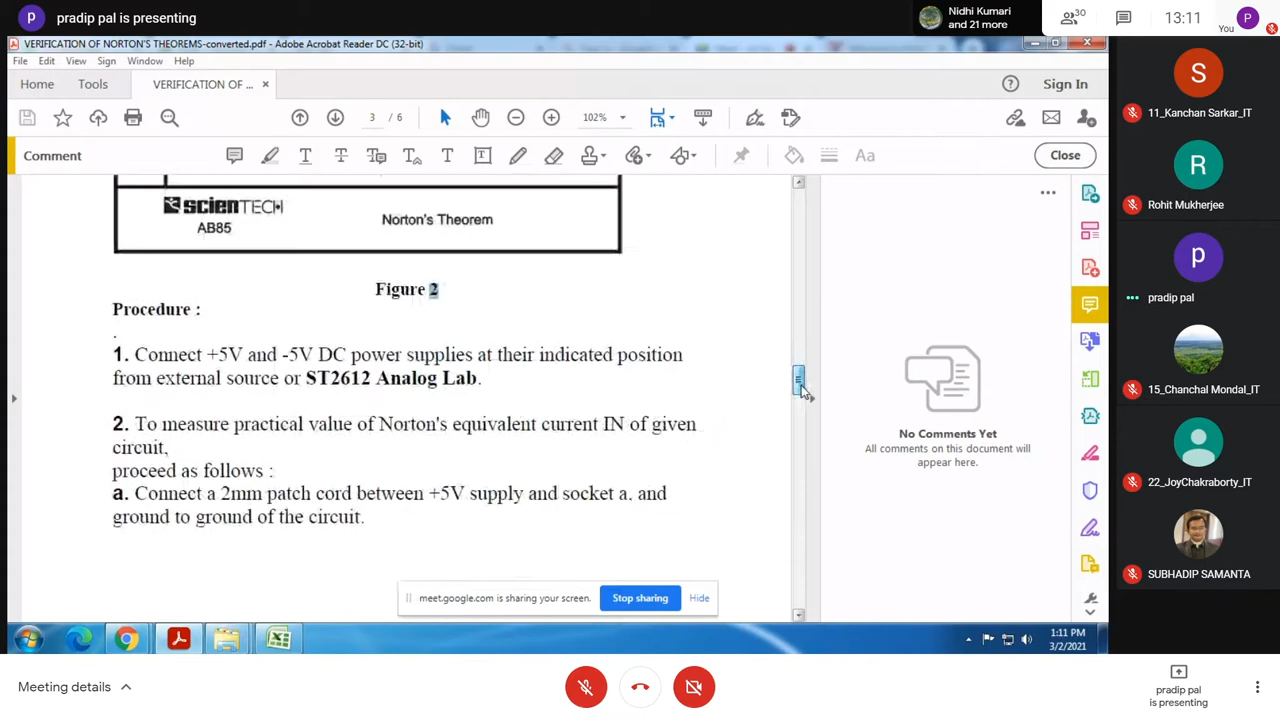 p
pradip pal is presenting
Nidhi Kumari
and 21 more
30
13:11
You
P
VERIFICATION OF NORTON'S THEOREMS-converted.pdf - Adobe Acrobat Reader DC (32-bit)
File Edit View Sign Window Help
Home Tools VERIFICATION OF ... × Sign In
3 / 6 102%
Comment
Aa
Close
SCIENTECH
AB85
Norton's Theorem
Figure 2
Procedure :
.
1. Connect +5V and -5V DC power supplies at their indicated position
from external source or ST2612 Analog Lab.
2. To measure practical value of Norton's equivalent current IN of given
circuit,
proceed as follows :
a. Connect a 2mm patch cord between +5V supply and socket a, and
ground to ground of the circuit.
No Comments Yet
All comments on this document will
appear here.
meet.google.com is sharing your screen. Stop sharing Hide
1:11 PM
3/2/2021
S
11_Kanchan Sarkar_IT
R
Rohit Mukherjee
p
pradip pal
15_Chanchal Mondal_IT
22_JoyChakraborty_IT
SUBHADIP SAMANTA
Meeting details
pradip pal
is presenting